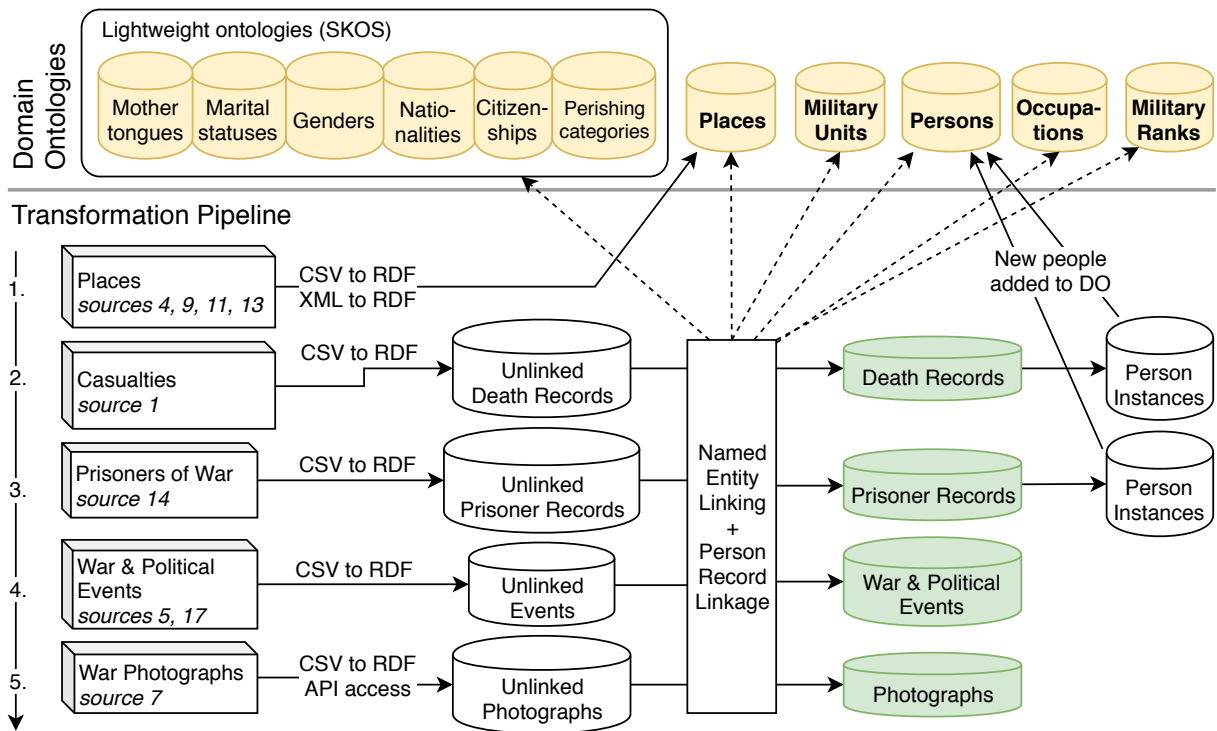 Domain
Ontologies
Lightweight ontologies (SKOS)
Mother
tongues
Marital
statuses
Genders
Natio-
nalities
Citizen-
ships
Perishing
categories
Places
Military
Units
Persons
Occupa-
tions
Military
Ranks
Transformation Pipeline
1.
Places
sources 4, 9, 11, 13
CSV to RDF
XML to RDF
New people
added to DO
2.
Casualties
source 1
CSV to RDF
Unlinked
Death Records
Death Records
Person
Instances
3.
Prisoners of War
source 14
CSV to RDF
Unlinked
Prisoner Records
Named
Entity
Linking
+
Person
Record
Linkage
Prisoner Records
Person
Instances
4.
War & Political
Events
sources 5, 17
CSV to RDF
Unlinked
Events
War & Political
Events
5.
War Photographs
source 7
CSV to RDF
API access
Unlinked
Photographs
Photographs